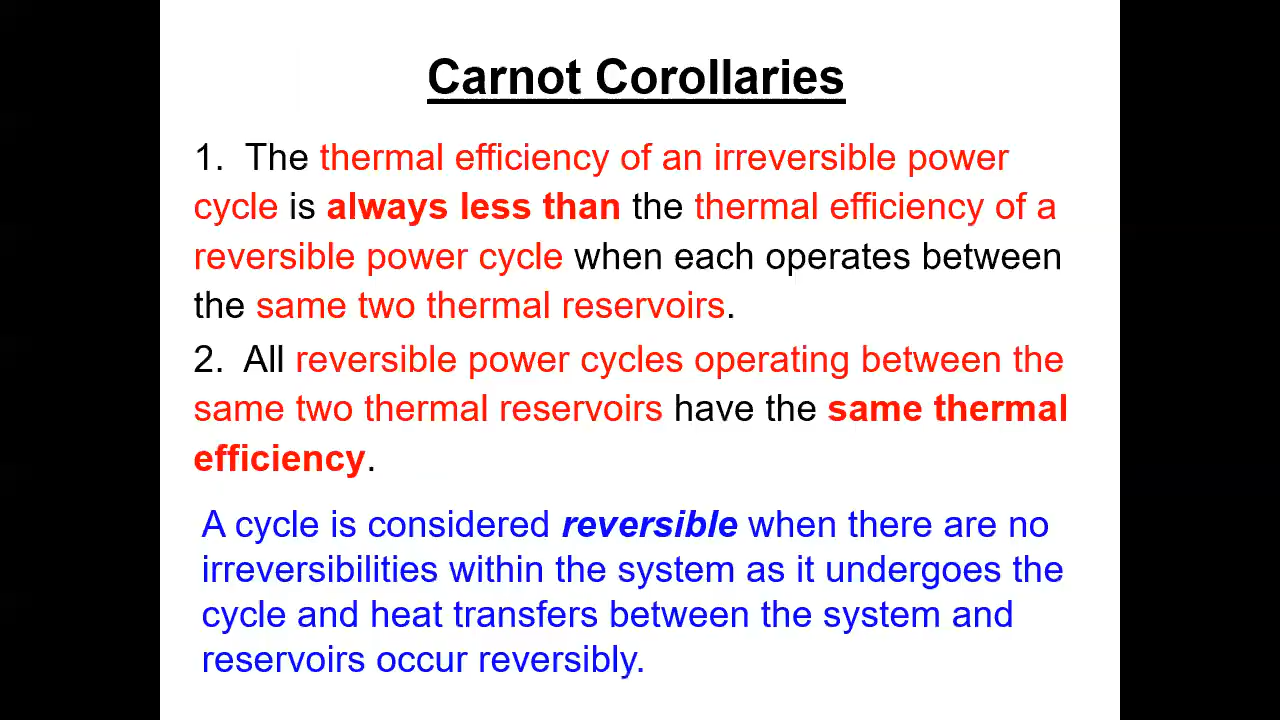 Carnot Corollaries
1. The thermal efficiency of an irreversible power
cycle is always less than the thermal efficiency of a
reversible power cycle when each operates between
the same two thermal reservoirs.
2. All reversible power cycles operating between the
same two thermal reservoirs have the same thermal
efficiency.
A cycle is considered reversible when there are no
irreversibilities within the system as it undergoes the
cycle and heat transfers between the system and
reservoirs occur reversibly.